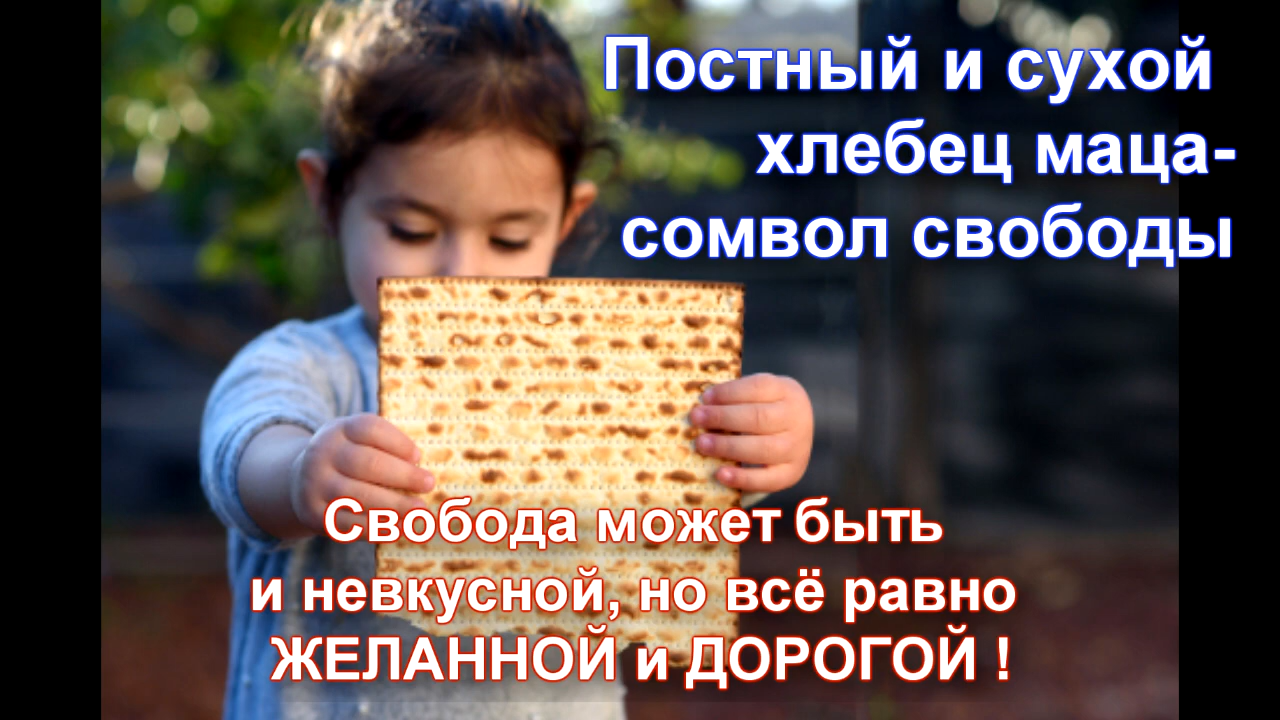 Постный и сухой
хлебец маца-
сомвол свободы
Свобода может быть
и невкусной, но всё равно
ЖЕЛАННОЙ и ДОРОГОЙ !